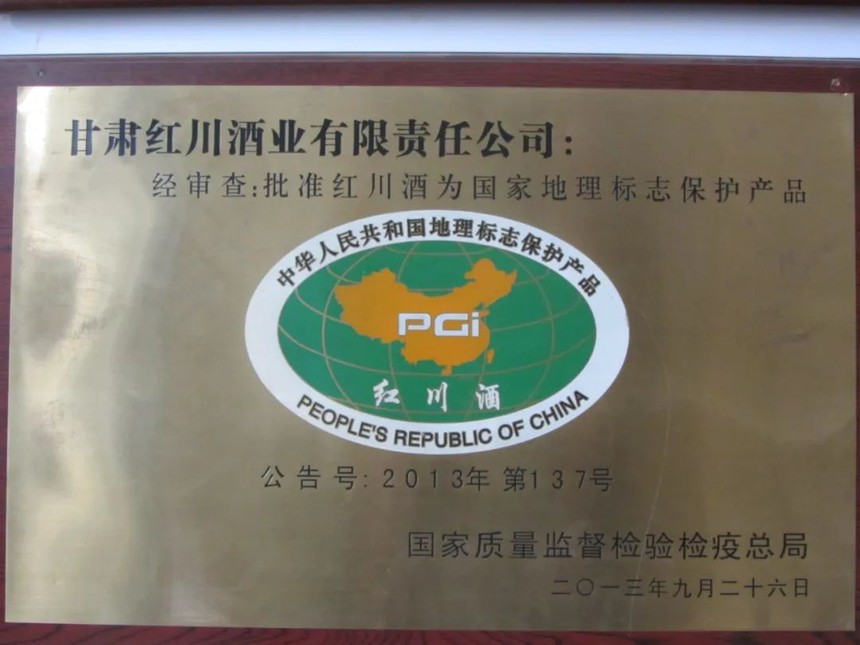 甘肃红川酒业有限责任公司：
经审查:批准红川酒为国家地理标志保护产品
中华人民共和国地理标志保护产品
PGi
红川酒
PEOPLE'S REPUBLIC OF CHINA
公告号:2013年 第137号
国家质量监督检验检疫总局
二〇一三年九月二十六日